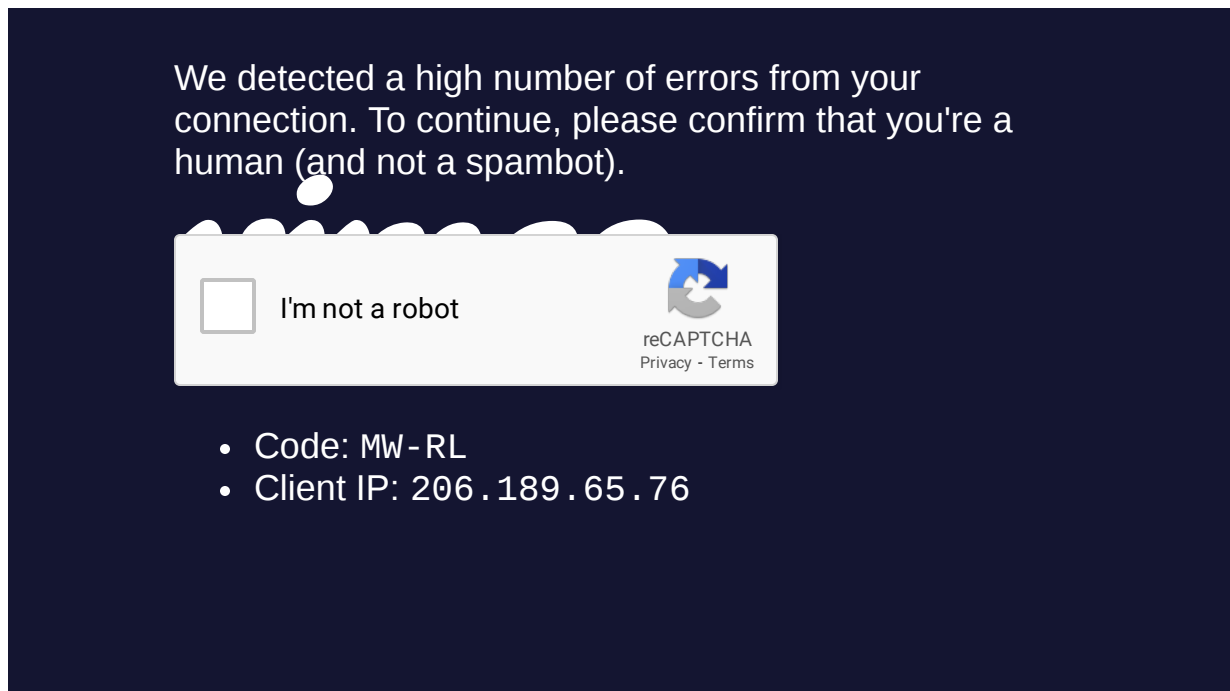 We detected a high number of errors from your
connection. To continue, please confirm that you're a
human (and not a spambot).
I'm not a robot
reCAPTCHA
Privacy - Terms
Code: MW-RL
Client IP: 206.189.65.76